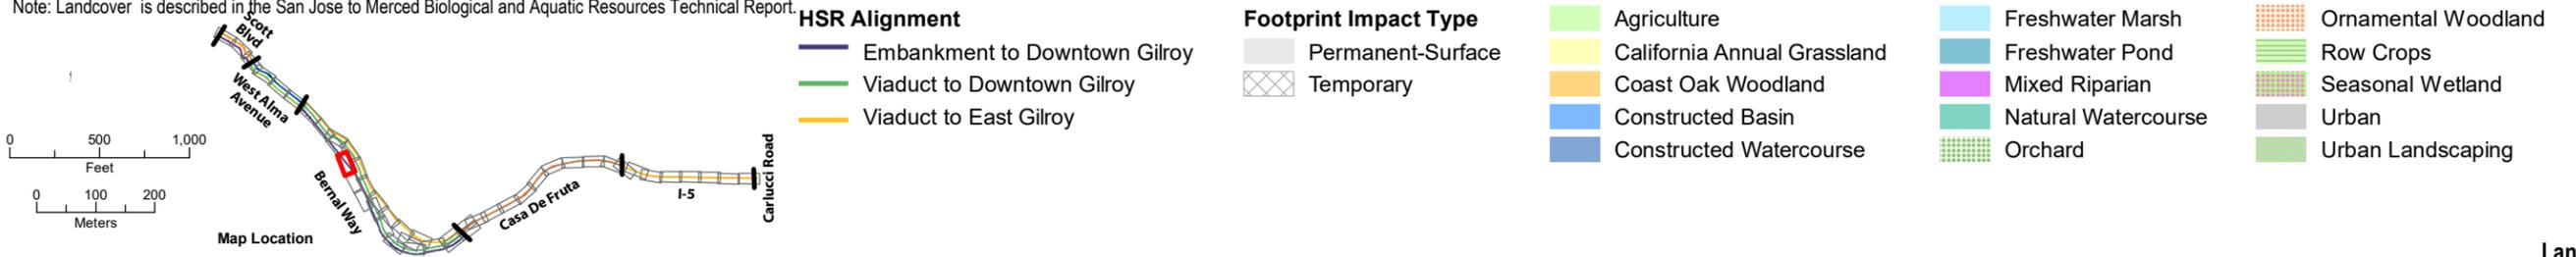 Note: Landcover is described in the San Jose to Merced Biological and Aquatic Resources Technical Report.
Scott
Blvd
West Alma
Avenue
Bernal Way
Casa De Fruta
I-5
Carlucci Road
0 500 1,000
Feet
0 100 200
Meters
Map Location
HSR Alignment
Embankment to Downtown Gilroy
Viaduct to Downtown Gilroy
Viaduct to East Gilroy
Footprint Impact Type
Permanent-Surface
Temporary
Agriculture
California Annual Grassland
Coast Oak Woodland
Constructed Basin
Constructed Watercourse
Freshwater Marsh
Freshwater Pond
Mixed Riparian
Natural Watercourse
Orchard
Ornamental Woodland
Row Crops
Seasonal Wetland
Urban
Urban Landscaping
Lan